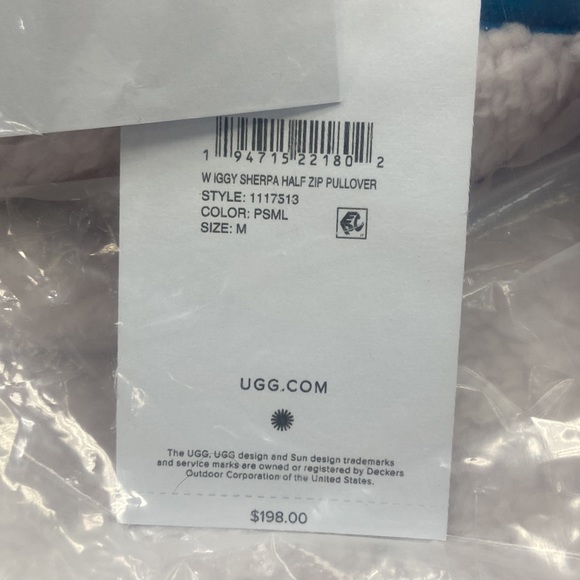 1 94715 22180 2
W IGGY SHERPA HALF ZIP PULLOVER
STYLE: 1117513
COLOR: PSML
SIZE: M
UGG.COM
The UGG, UGG design and Sun design trademarks
and service marks are owned or registered by Deckers
Outdoor Corporation of the United States.
$198.00